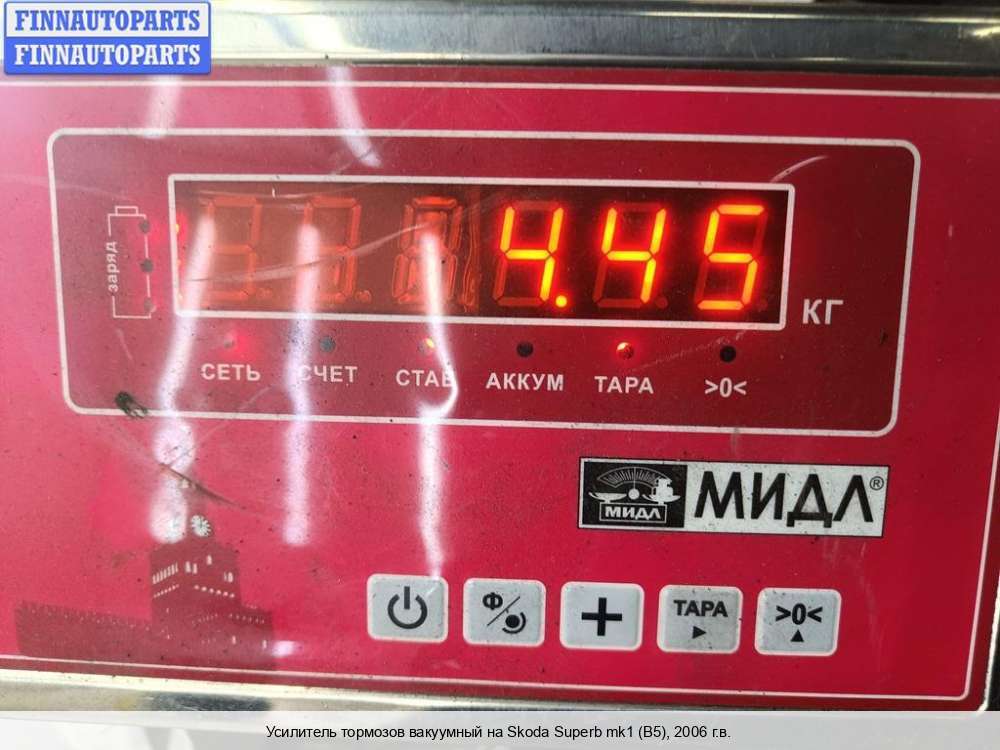 FINNAUTOPARTS
FINNAUTOPARTS
заряд
4.45
КГ
СЕТЬ СЧЕТ СТАБ АККУМ ТАРА >0<
МИДЛ МИДЛ®
Ф ТАРА >0<
Усилитель тормозов вакуумный на Skoda Superb mk1 (B5), 2006 г.в.